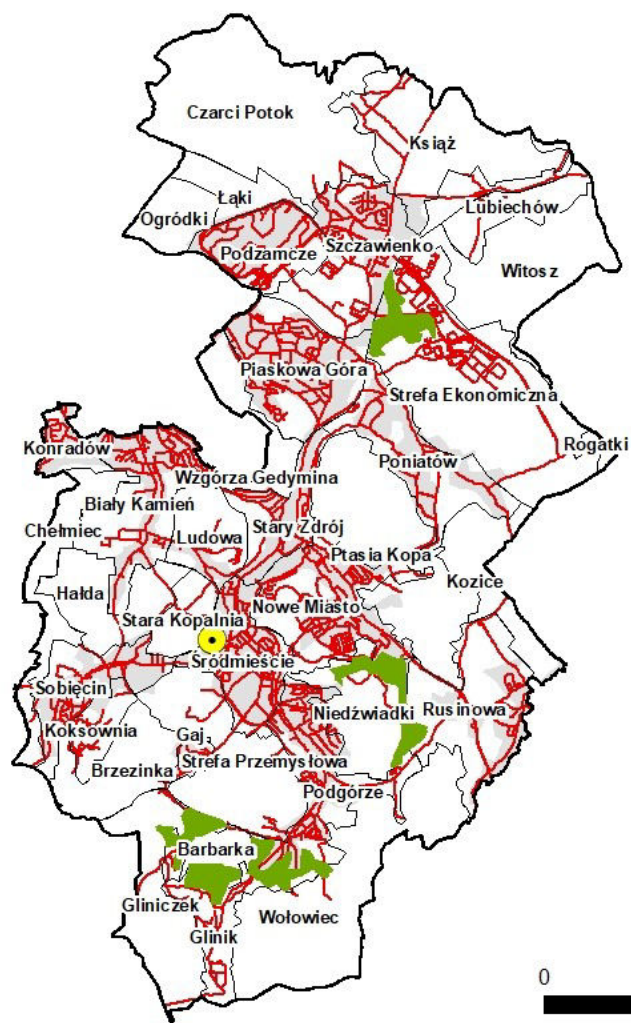 Czarci Potok
Książ
Łąki
Lubiechów
Ogródki
Podzamcze
Szczawienko
Witosz
Piaskowa Góra
Strefa Ekonomiczna
Konradów
Rogatki
Poniatów
Wzgórza Gedymina
Biały Kamień
Stary Zdrój
Chełmiec
Ludowa
Ptasia Kopa
Kozice
Hałda
Nowe Miasto
Stara Kopalnia
Śródmieście
Sobięcin
Niedźwiadki
Rusinowa
Koksownia
Gaj
Strefa Przemysłowa
Brzezinka
Podgórze
Barbarka
Gliniczek
Wołowiec
Glinik
0